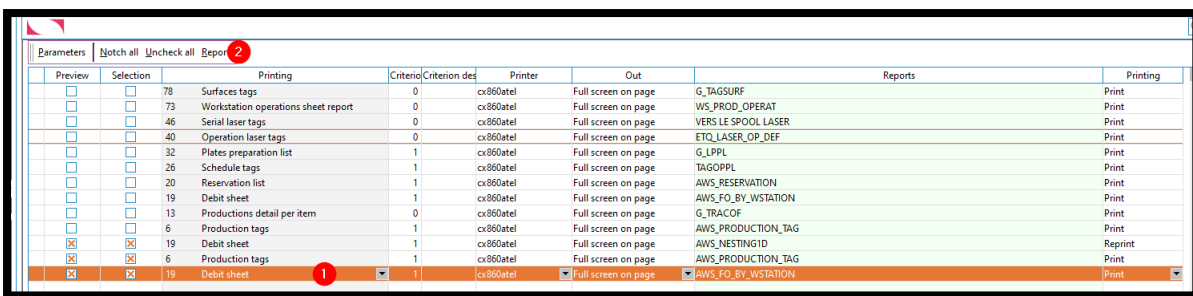 Parameters Notch all Uncheck all Repor 2
Preview Selection Printing Criterio Criterion des Printer Out Reports Printing
78 Surfaces tags 0 cx860atel Full screen on page G_TAGSURF Print
73 Workstation operations sheet report 0 cx860atel Full screen on page WS_PROD_OPERAT Print
46 Serial laser tags 0 cx860atel Full screen on page VERS LE SPOOL LASER Print
40 Operation laser tags 0 cx860atel Full screen on page ETQ_LASER_OP_DEF Print
32 Plates preparation list 1 cx860atel Full screen on page G_LPPL Print
26 Schedule tags 1 cx860atel Full screen on page TAGOPPL Print
20 Reservation list 1 cx860atel Full screen on page AWS_RESERVATION Print
19 Debit sheet 1 cx860atel Full screen on page AWS_FO_BY_WSTATION Print
13 Productions detail per item 0 cx860atel Full screen on page G_TRACOF Print
6 Production tags 1 cx860atel Full screen on page AWS_PRODUCTION_TAG Print
19 Debit sheet 1 cx860atel Full screen on page AWS_NESTING1D Reprint
6 Production tags 1 cx860atel Full screen on page AWS_PRODUCTION_TAG Print
19 Debit sheet 1 1 cx860atel Full screen on page AWS_FO_BY_WSTATION Print